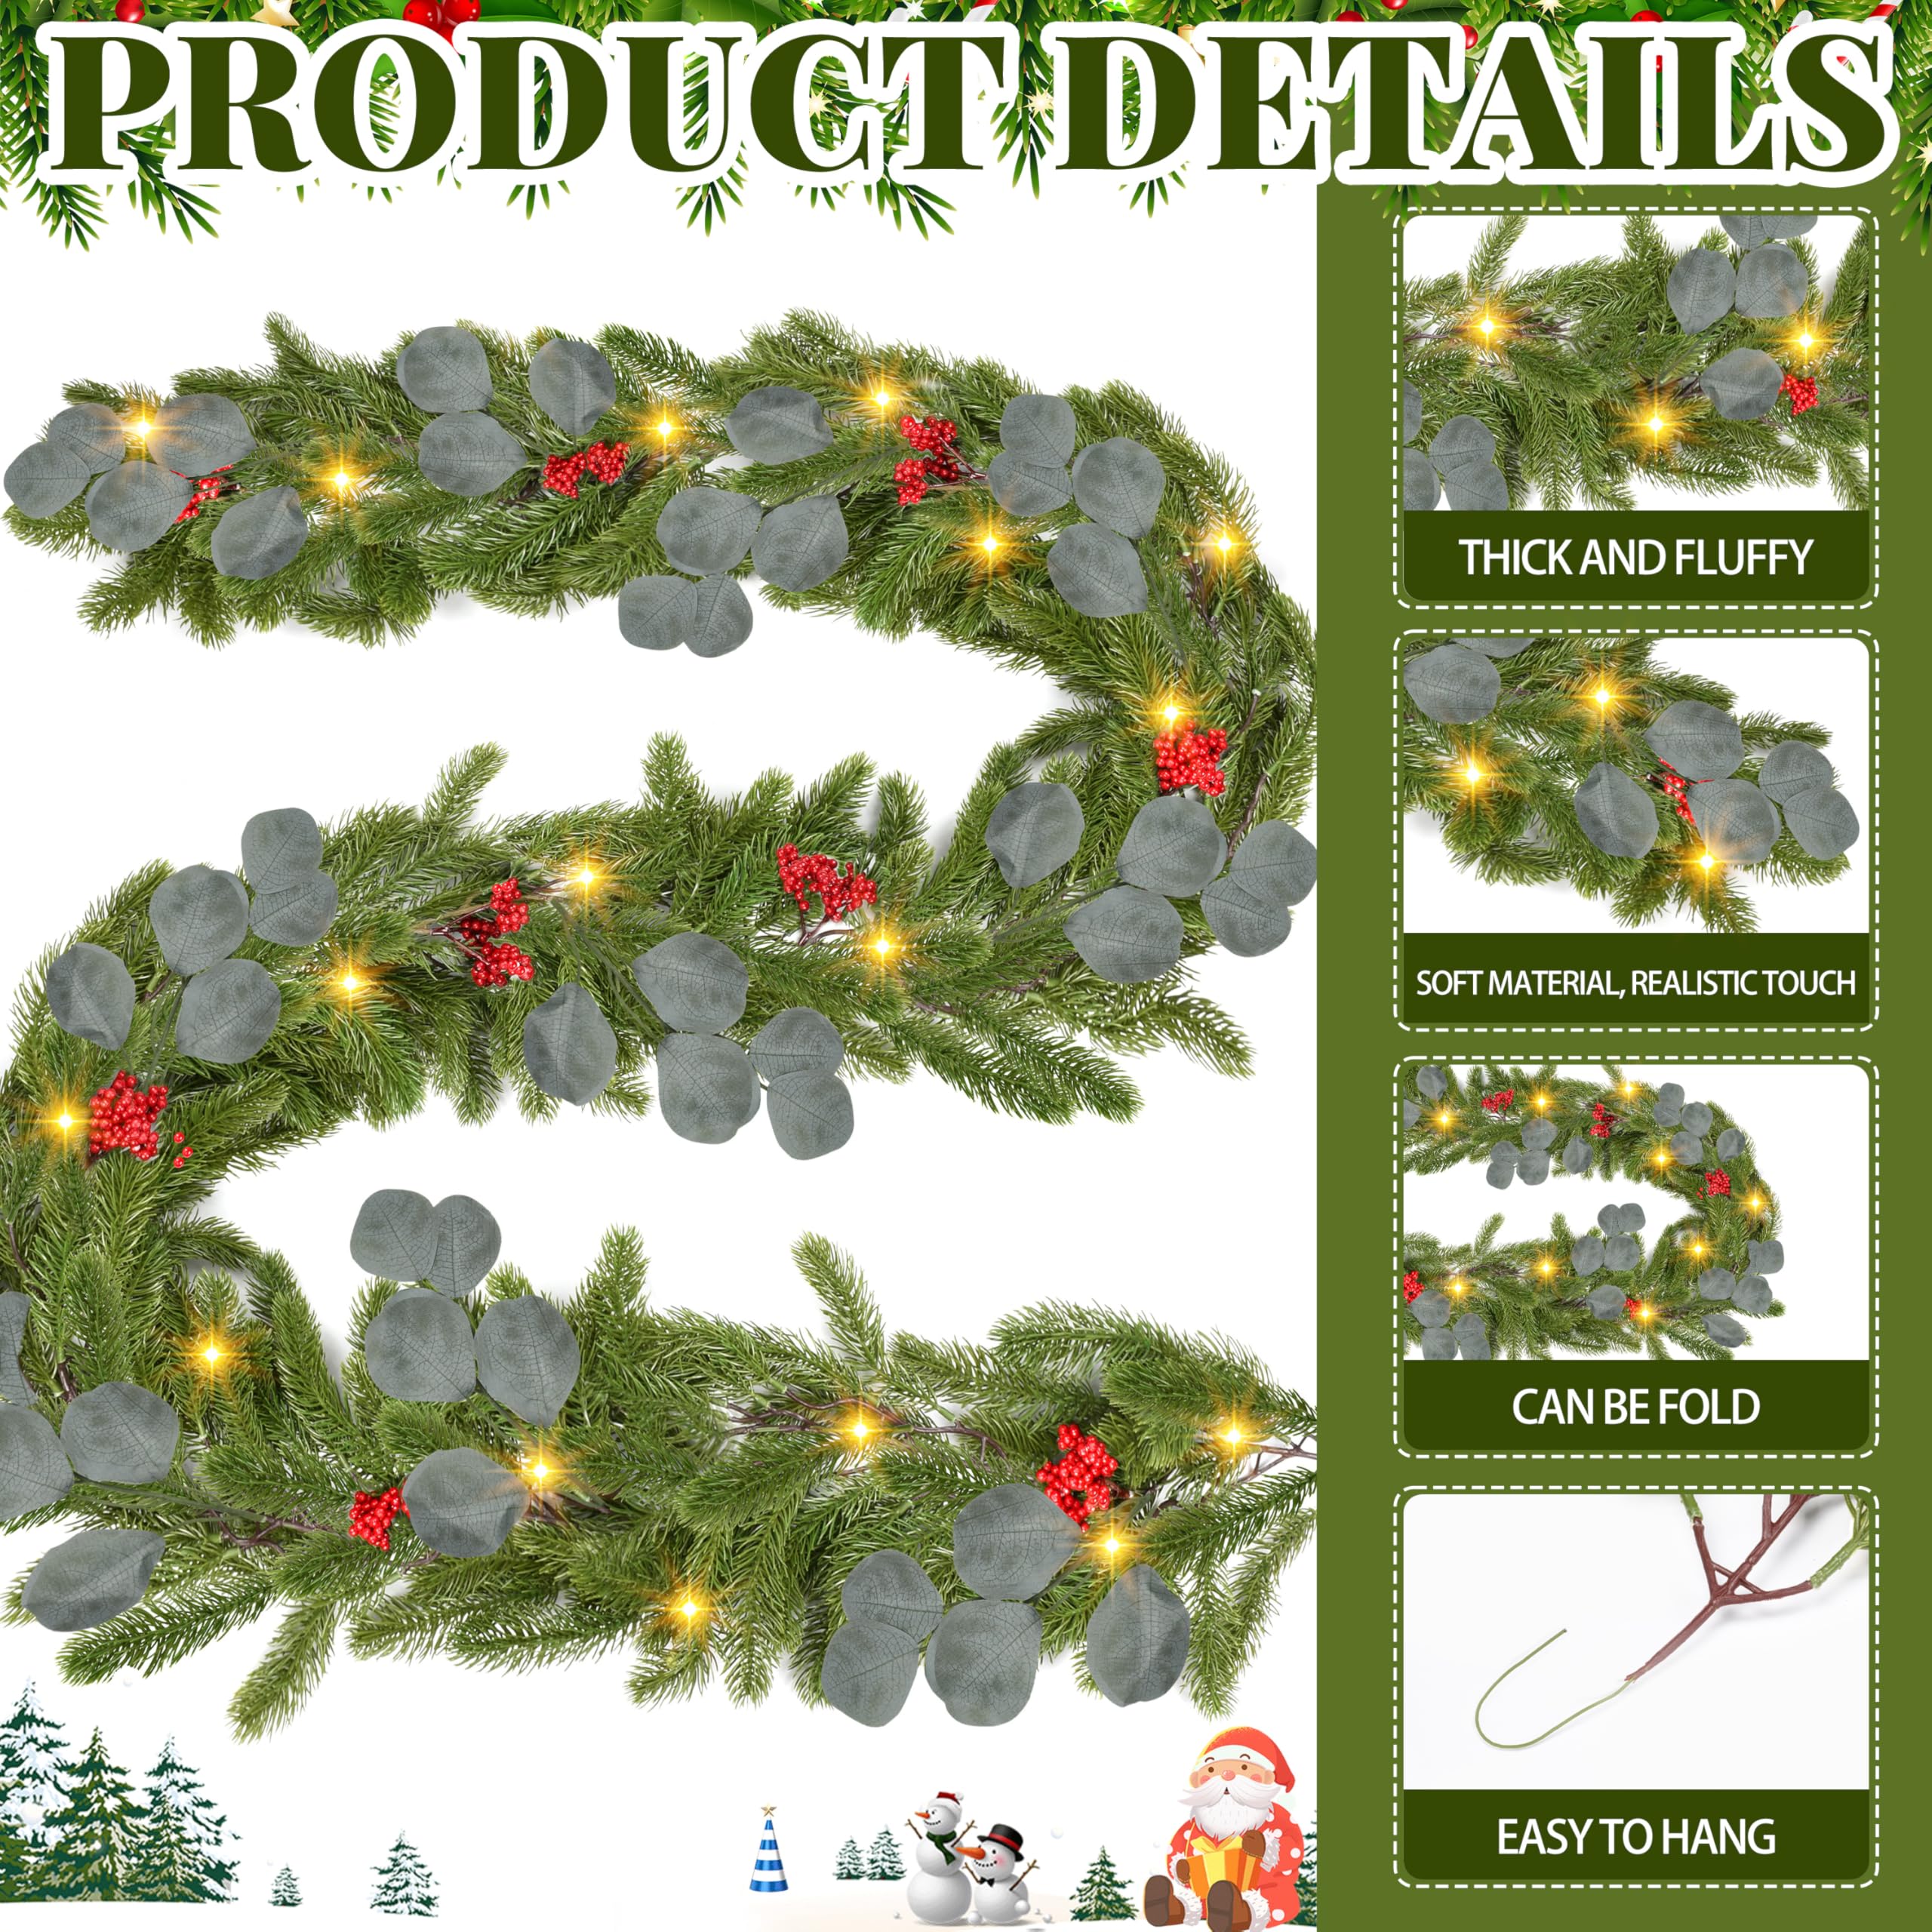 PRODUCT DETAILS
THICK AND FLUFFY
SOFT MATERIAL, REALISTIC TOUCH
CAN BE FOLD
EASY TO HANG